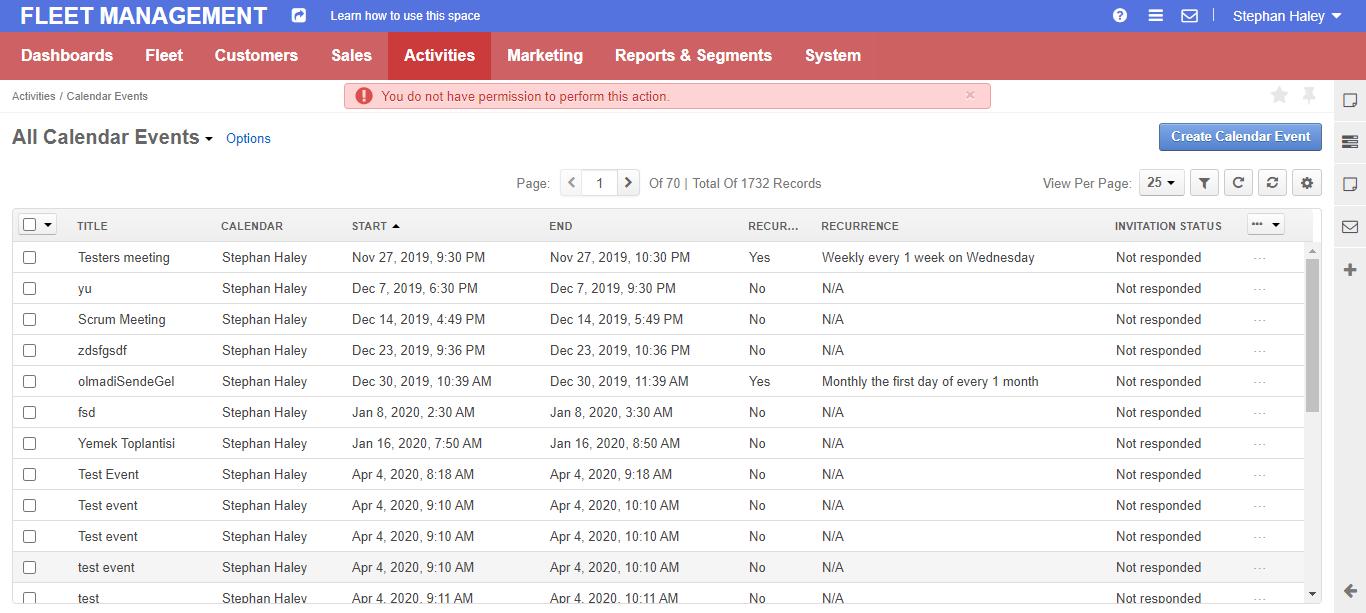 FLEET MANAGEMENT Learn how to use this space Stephan Haley
Dashboards Fleet Customers Sales Activities Marketing Reports & Segments System
Activities / Calendar Events
You do not have permission to perform this action.
All Calendar Events Options Create Calendar Event
Page: 1 Of 70 | Total Of 1732 Records View Per Page: 25
TITLE CALENDAR START END RECUR... RECURRENCE INVITATION STATUS
Testers meeting Stephan Haley Nov 27, 2019, 9:30 PM Nov 27, 2019, 10:30 PM Yes Weekly every 1 week on Wednesday Not responded ...
yu Stephan Haley Dec 7, 2019, 6:30 PM Dec 7, 2019, 9:30 PM No N/A Not responded ...
Scrum Meeting Stephan Haley Dec 14, 2019, 4:49 PM Dec 14, 2019, 5:49 PM No N/A Not responded ...
zdsfgsdf Stephan Haley Dec 23, 2019, 9:36 PM Dec 23, 2019, 10:36 PM No N/A Not responded ...
olmadiSendeGel Stephan Haley Dec 30, 2019, 10:39 AM Dec 30, 2019, 11:39 AM Yes Monthly the first day of every 1 month Not responded ...
fsd Stephan Haley Jan 8, 2020, 2:30 AM Jan 8, 2020, 3:30 AM No N/A Not responded ...
Yemek Toplantisi Stephan Haley Jan 16, 2020, 7:50 AM Jan 16, 2020, 8:50 AM No N/A Not responded ...
Test Event Stephan Haley Apr 4, 2020, 8:18 AM Apr 4, 2020, 9:18 AM No N/A Not responded ...
Test event Stephan Haley Apr 4, 2020, 9:10 AM Apr 4, 2020, 10:10 AM No N/A Not responded ...
Test event Stephan Haley Apr 4, 2020, 9:10 AM Apr 4, 2020, 10:10 AM No N/A Not responded ...
test event Stephan Haley Apr 4, 2020, 9:10 AM Apr 4, 2020, 10:10 AM No N/A Not responded ...
test Stephan Haley Apr 4, 2020, 9:11 AM Apr 4, 2020, 10:11 AM No N/A Not responded ...